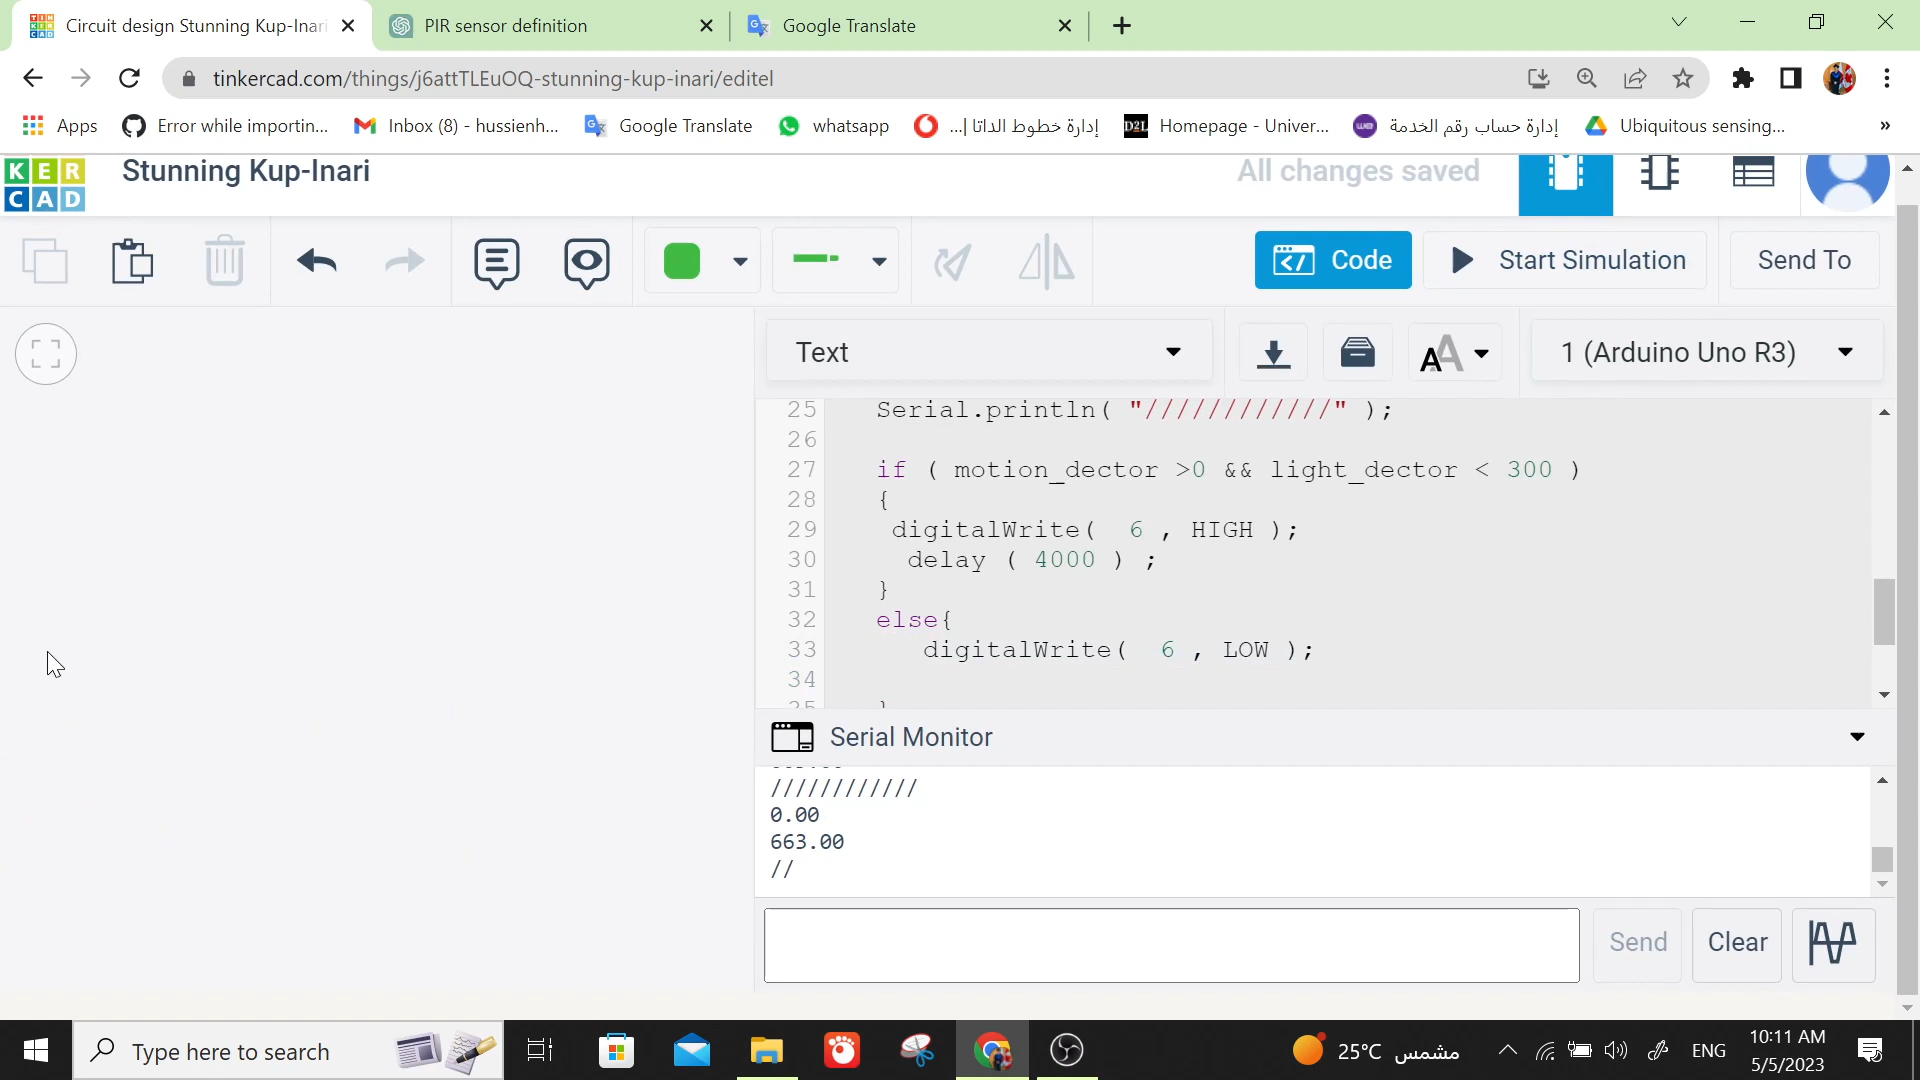 Circuit design Stunning Kup-Inari
PIR sensor definition
Google Translate
tinkercad.com/things/j6attTLEuOQ-stunning-kup-inari/editel
Apps
Error while importin...
Inbox (8) - hussienh...
Google Translate
whatsapp
إدارة خطوط الداتا |...
D2L
Homepage - Univer...
إدارة حساب رقم الخدمة
Ubiquitous sensing...
»
KER
CAD
Stunning Kup-Inari
All changes saved
Code
Start Simulation
Send To
Text
1 (Arduino Uno R3)
25 Serial.println( "////////////" );
26
27 if ( motion_dector >0 && light_dector < 300 )
28 {
29 digitalWrite( 6 , HIGH );
30 delay ( 4000 ) ;
31 }
32 else{
33 digitalWrite( 6 , LOW );
34
Serial Monitor
////////////
0.00
663.00
//
Send
Clear
Type here to search
25°C
مشمس
ENG
10:11 AM
5/5/2023